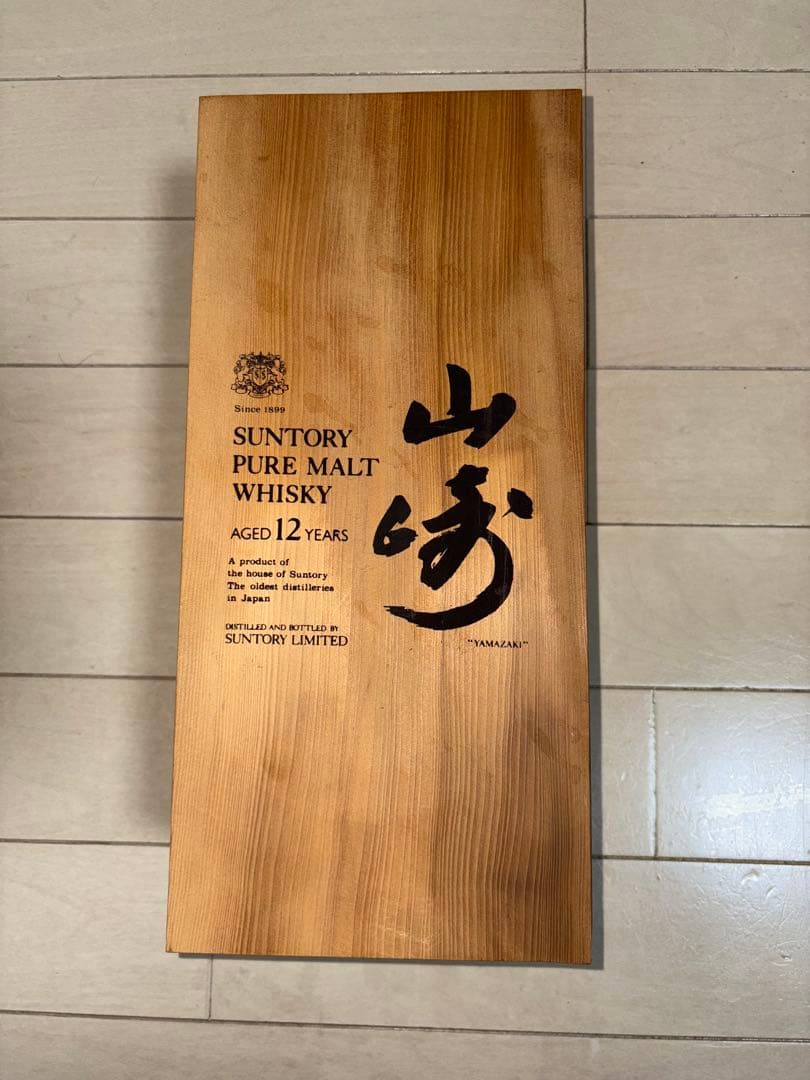 Since 1899
SUNTORY
PURE MALT
WHISKY
AGED 12 YEARS
A product of
the house of Suntory
The oldest distilleries
in Japan
DISTILLED AND BOTTLED BY
SUNTORY LIMITED
山
崎
"YAMAZAKI"